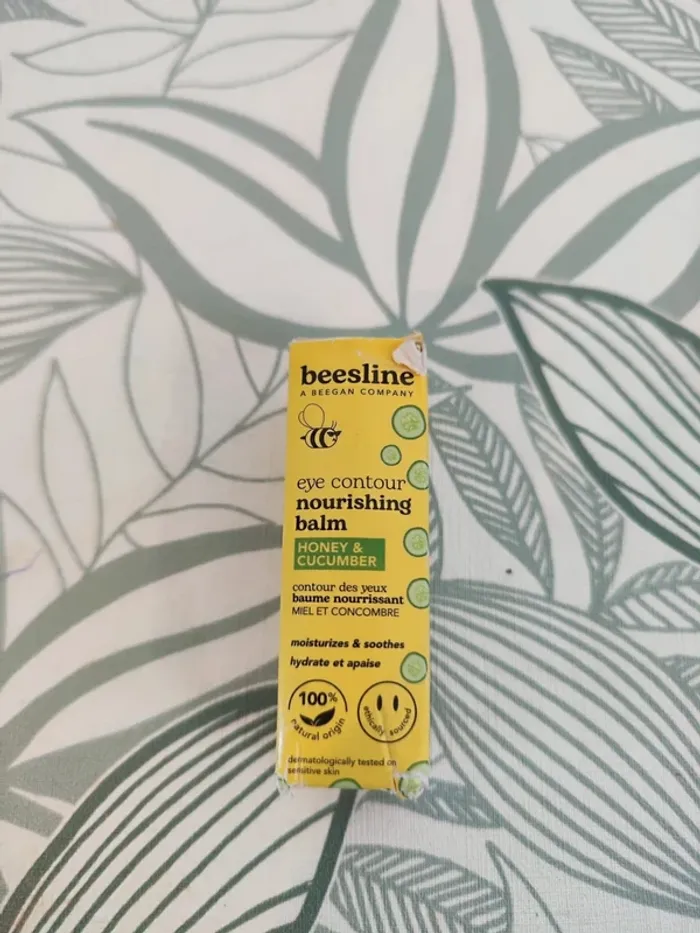 beesline
A BEEGAN COMPANY
eye contour
nourishing
balm
HONEY &
CUCUMBER
contour des yeux
baume nourrissant
MIEL ET CONCOMBRE
moisturizes & soothes
hydrate et apaise
100%
natural origin
ethically sourced
dermatologically tested on
sensitive skin